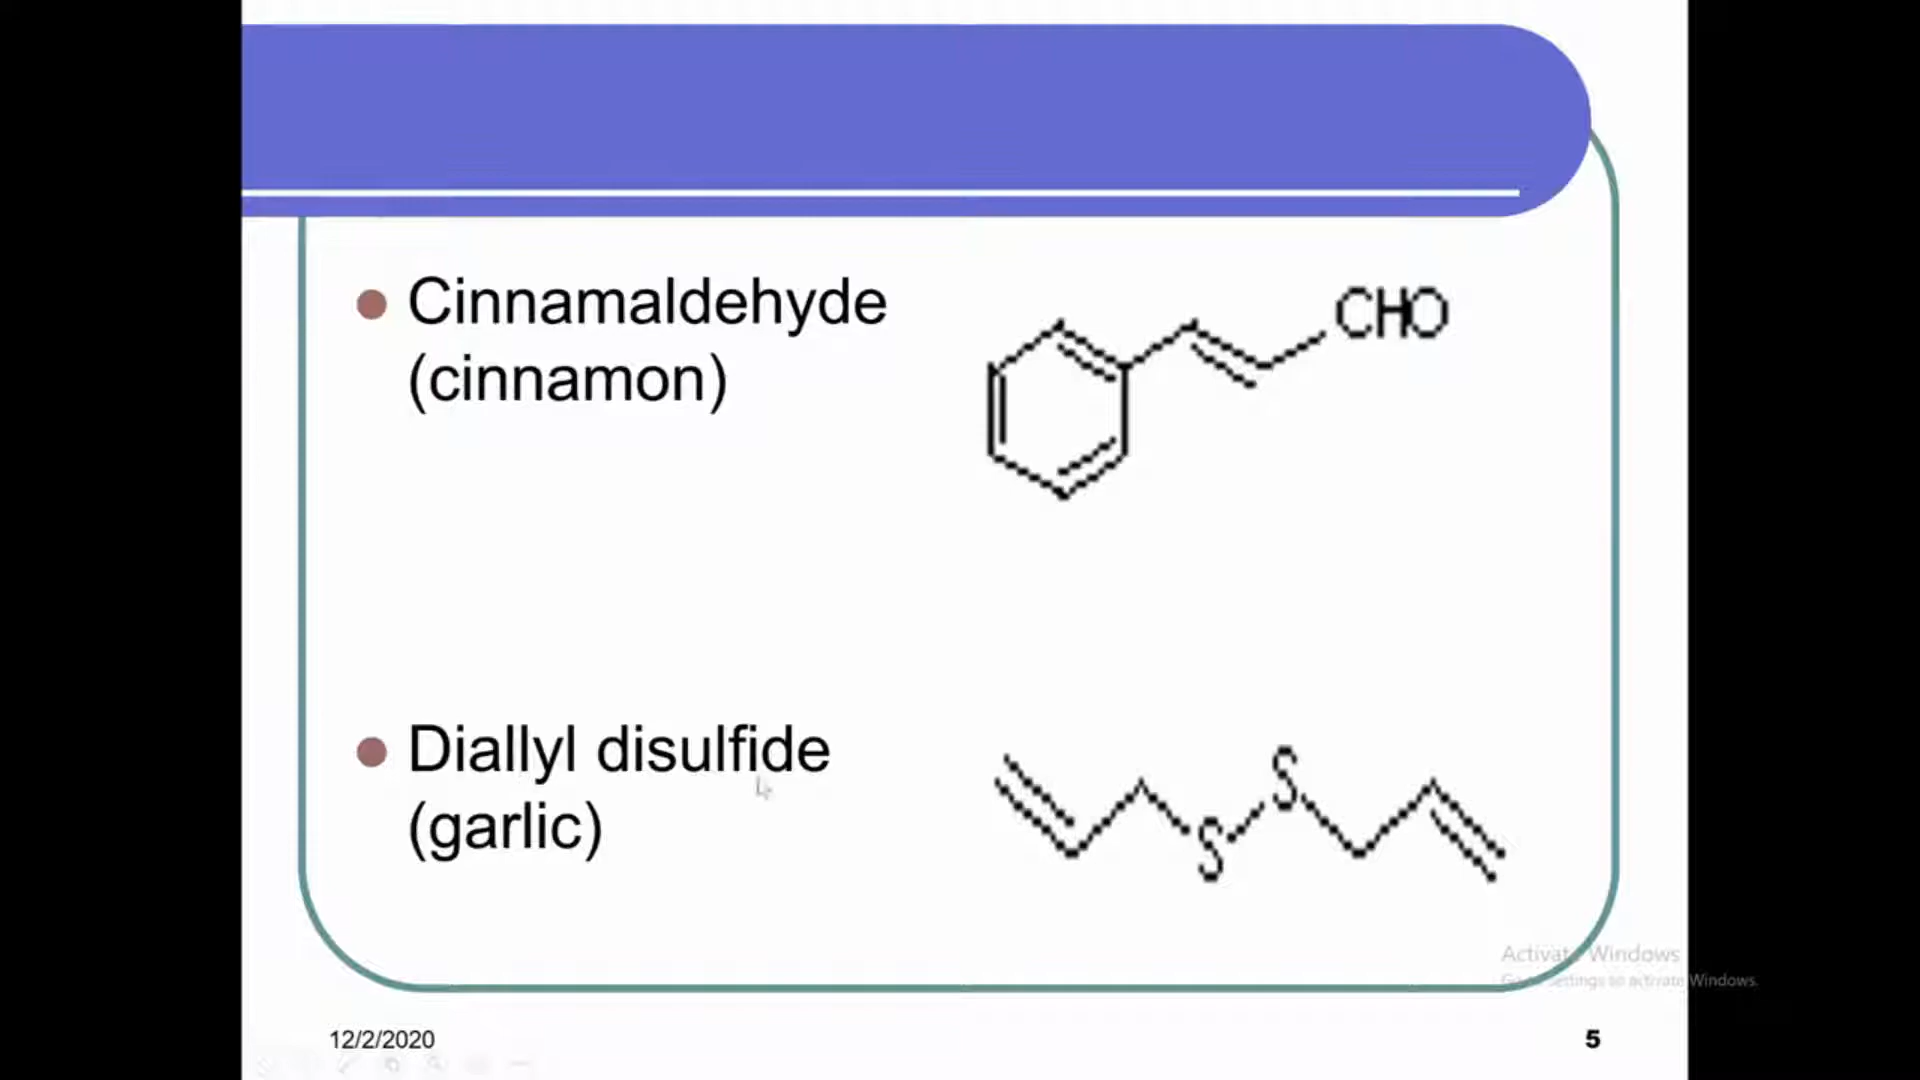 Cinnamaldehyde
(cinnamon)
CHO
Diallyl disulfide
(garlic)
S
S
Activate Windows
Go to Settings to activate Windows.
12/2/2020
5